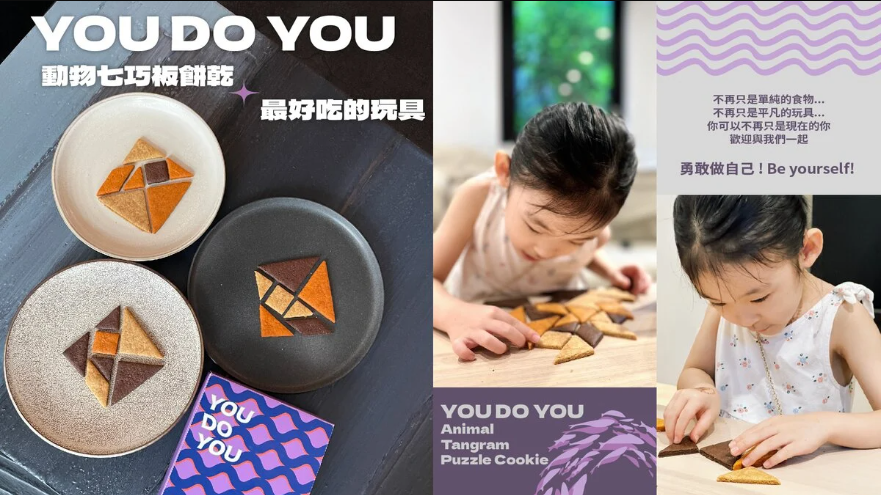 YOU DO YOU
動物七巧板餅乾
最好吃的玩具
YOU
DO
YOU
YOU DO YOU
Animal
Tangram
Puzzle Cookie
不再只是單純的食物...
不再只是平凡的玩具...
你可以不再只是現在的你
歡迎與我們一起
勇敢做自己 ! Be yourself!